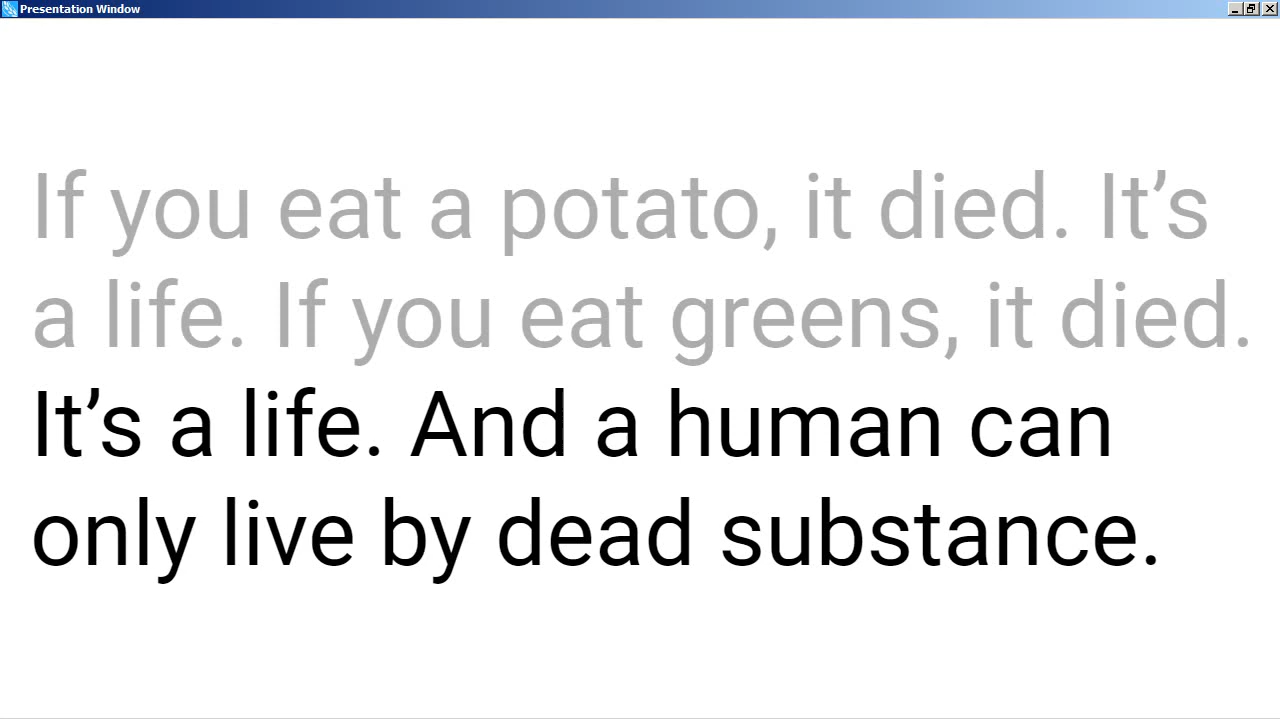 Presentation Window
If you eat a potato, it died. It’s
a life. If you eat greens, it died.
It’s a life. And a human can
only live by dead substance.